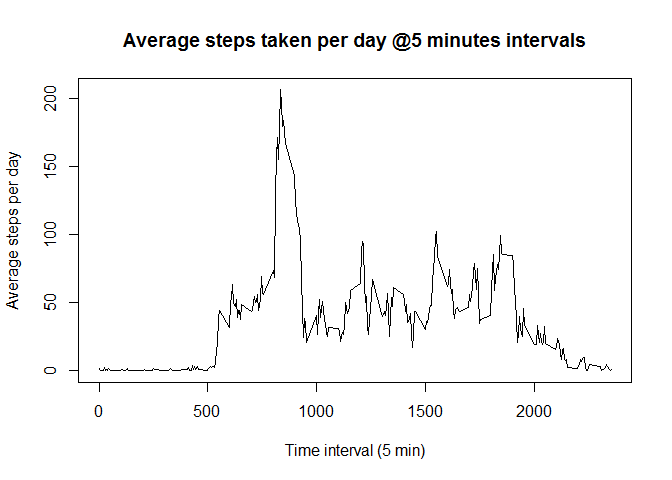 Average steps taken per day @5 minutes intervals
Average steps per day
200
150
100
50
0
0 500 1000 1500 2000
Time interval (5 min)